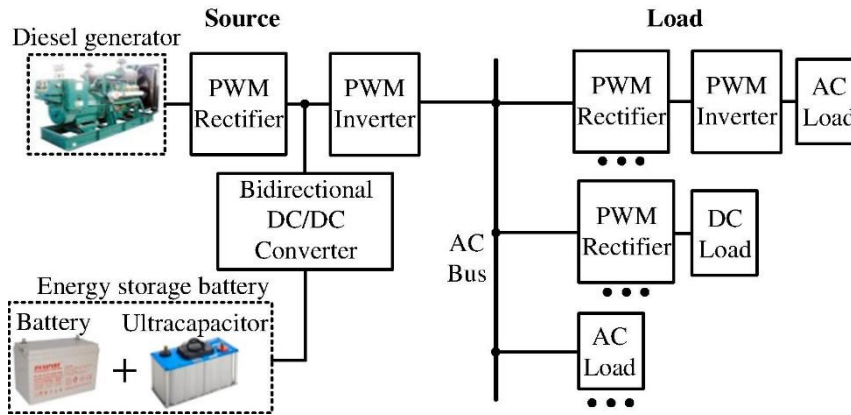 Source
Load
Diesel generator
PWM
Rectifier
PWM
Inverter
PWM
Rectifier
PWM
Inverter
AC
Load
Bidirectional
DC/DC
Converter
AC
Bus
PWM
Rectifier
DC
Load
Energy storage battery
Battery
Ultracapacitor
+
AC
Load